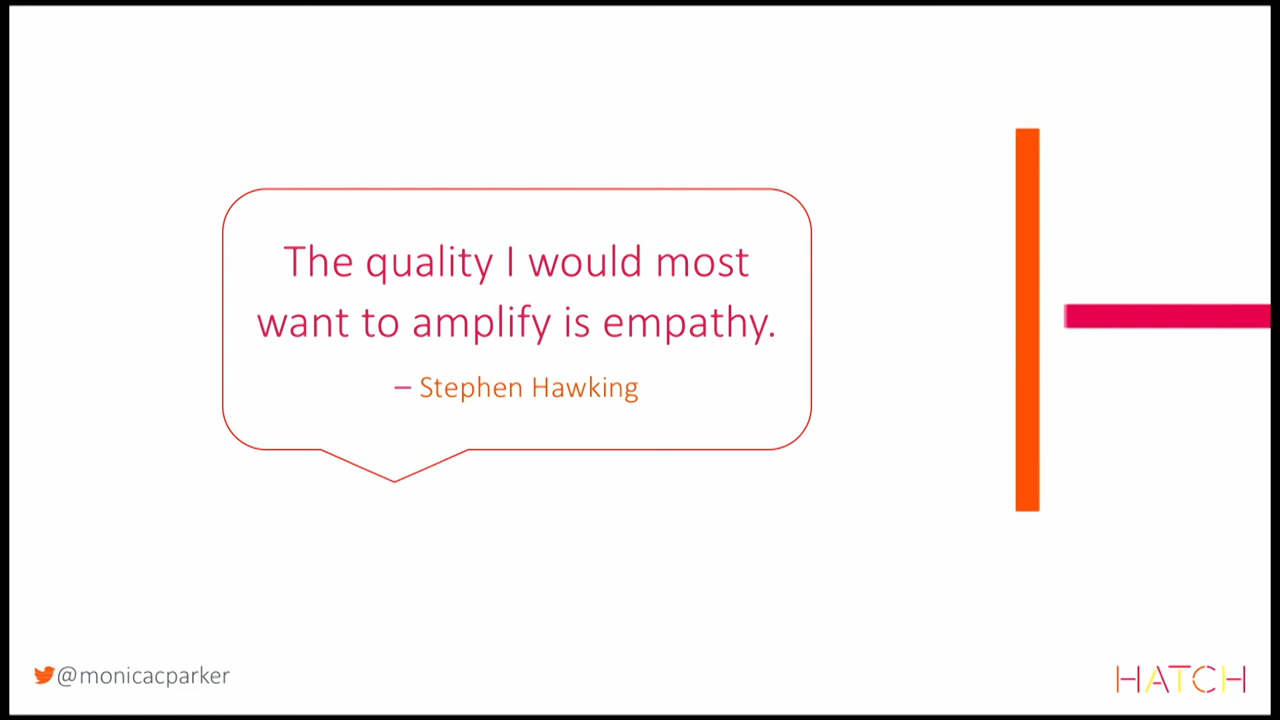 The quality I would most
want to amplify is empathy.
– Stephen Hawking
@monicacparker
HATCH